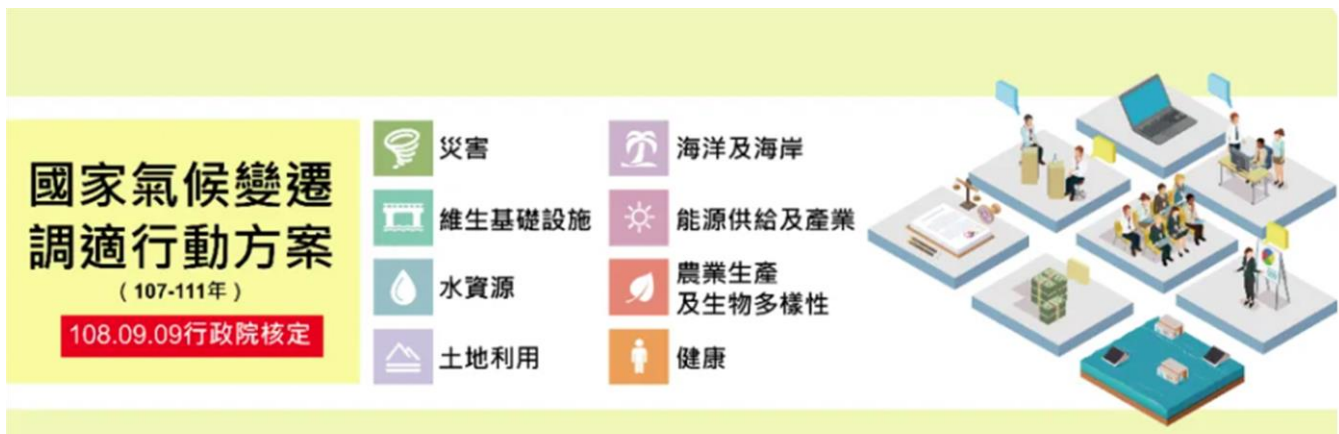 國家氣候變遷
調適行動方案
(107-111年)
108.09.09行政院核定
災害
維生基礎設施
水資源
土地利用
海洋及海岸
能源供給及產業
農業生產
及生物多樣性
健康